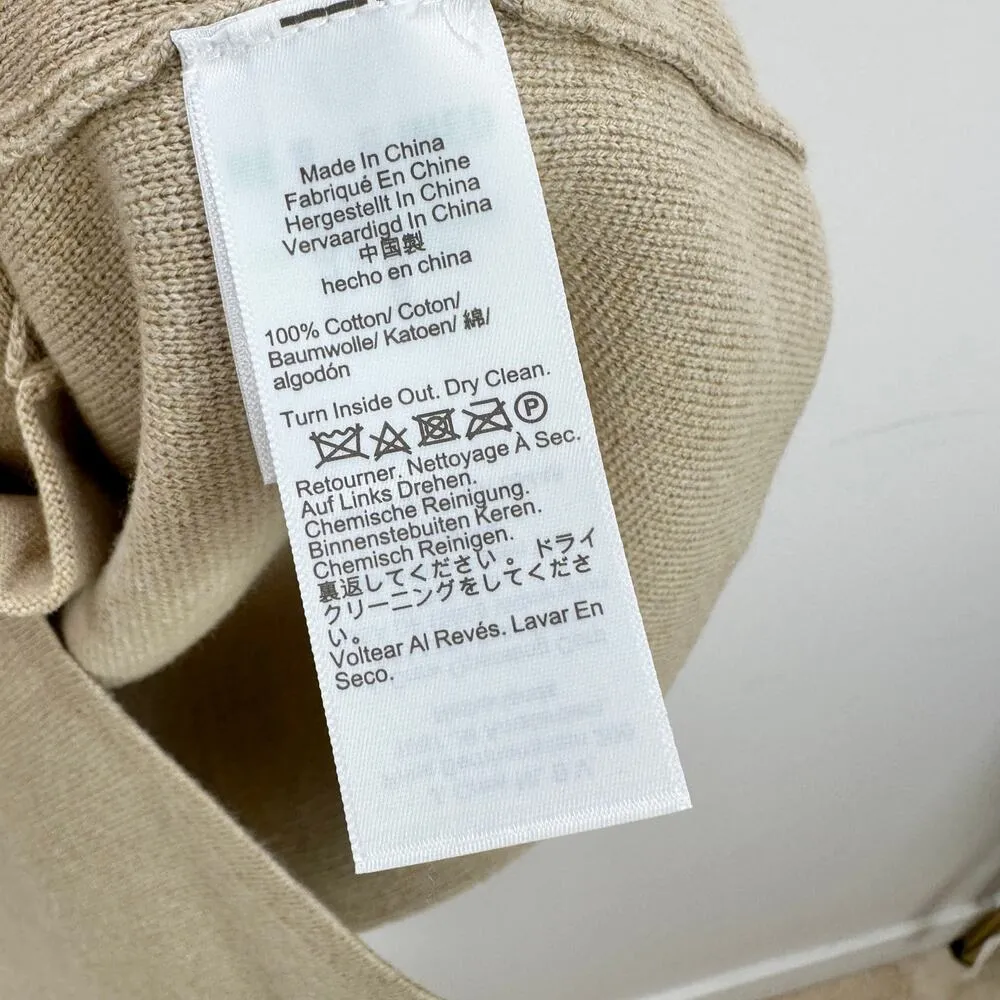 Made In China
Fabriqué En Chine
Hergestellt In China
Vervaardigd In China
中国製
hecho en china
100% Cotton/ Coton/
Baumwolle/ Katoen/ 綿/
algodón
Turn Inside Out. Dry Clean.
P
Retourner. Nettoyage À Sec.
Auf Links Drehen.
Chemische Reinigung.
Binnenstebuiten Keren.
Chemisch Reinigen.
裏返してください 。 ドライ
クリーニングをしてくださ
い。
Voltear Al Revés. Lavar En
Seco.